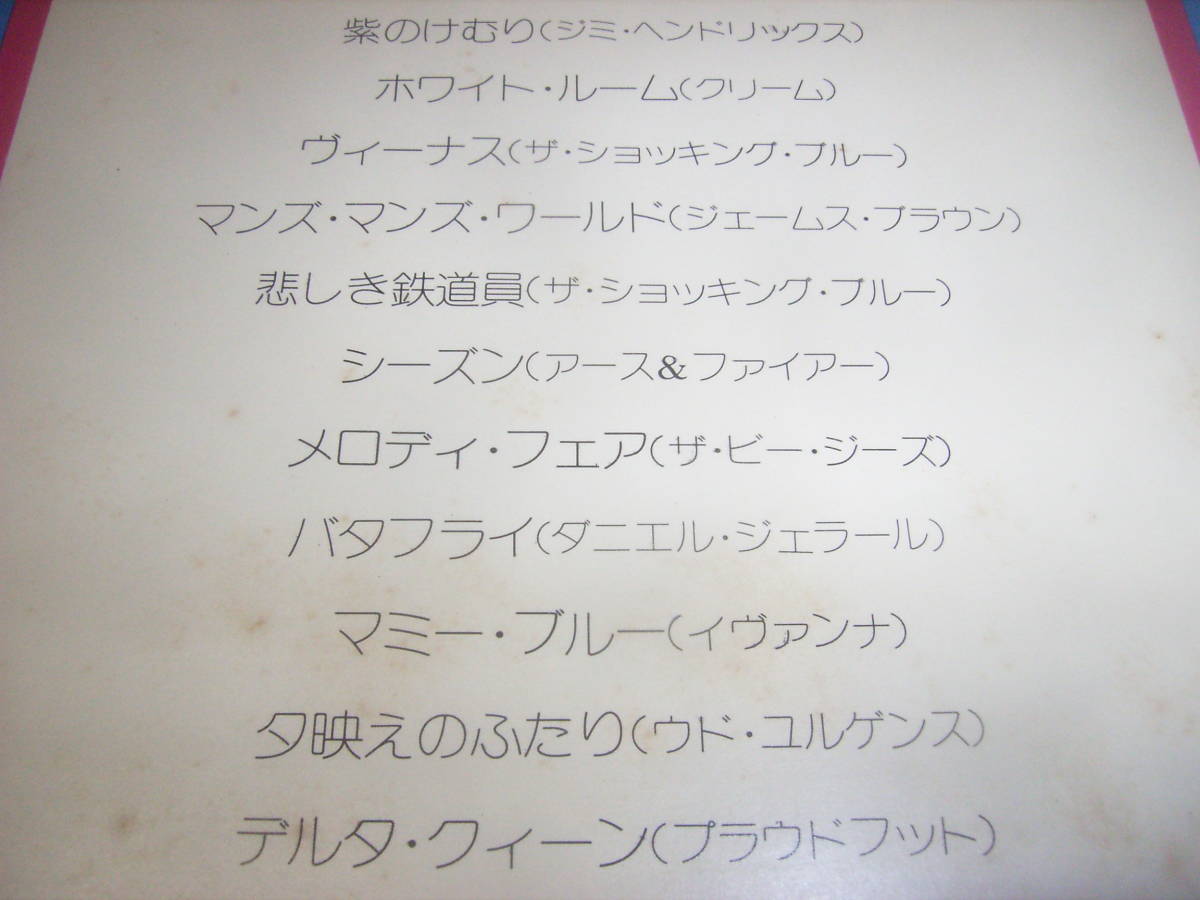 紫のけむり(ジミ・ヘンドリックス)
ホワイト・ルーム(クリーム)
ヴィーナス(ザ・ショッキング・ブルー)
マンズ・マンズ・ワールド(ジェームス・ブラウン)
悲しき鉄道員(ザ・ショッキング・ブルー)
シーズン(アース&ファイアー)
メロディ・フェア(ザ・ビー・ジーズ)
バタフライ(ダニエル・ジェラール)
マミー・ブルー(イヴァンナ)
夕映えのふたり(ウド・ユルゲンス)
デルタ・クィーン(プラウドフット)